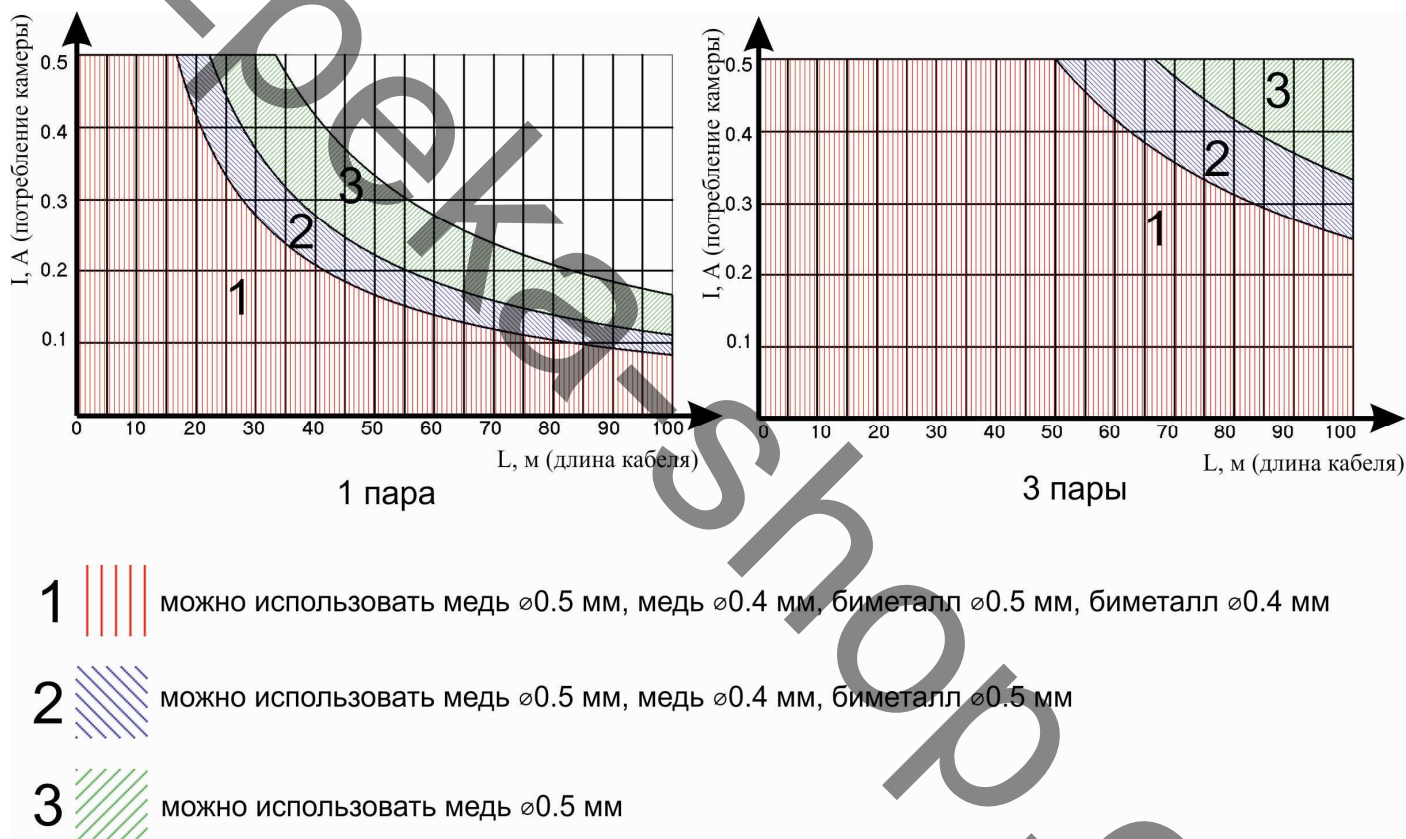 I, А (потребление камеры)
0.5
0.4
0.3
0.2
0.1
1
2
3
0 10 20 30 40 50 60 70 80 90 100
L, м (длина кабеля)
1 пара
I, А (потребление камеры)
0.5
0.4
0.3
0.2
0.1
1
2
3
0 10 20 30 40 50 60 70 80 90 100
L, м (длина кабеля)
3 пары
1 можно использовать медь ⌀0.5 мм, медь ⌀0.4 мм, биметалл ⌀0.5 мм, биметалл ⌀0.4 мм
2 можно использовать медь ⌀0.5 мм, медь ⌀0.4 мм, биметалл ⌀0.5 мм
3 можно использовать медь ⌀0.5 мм